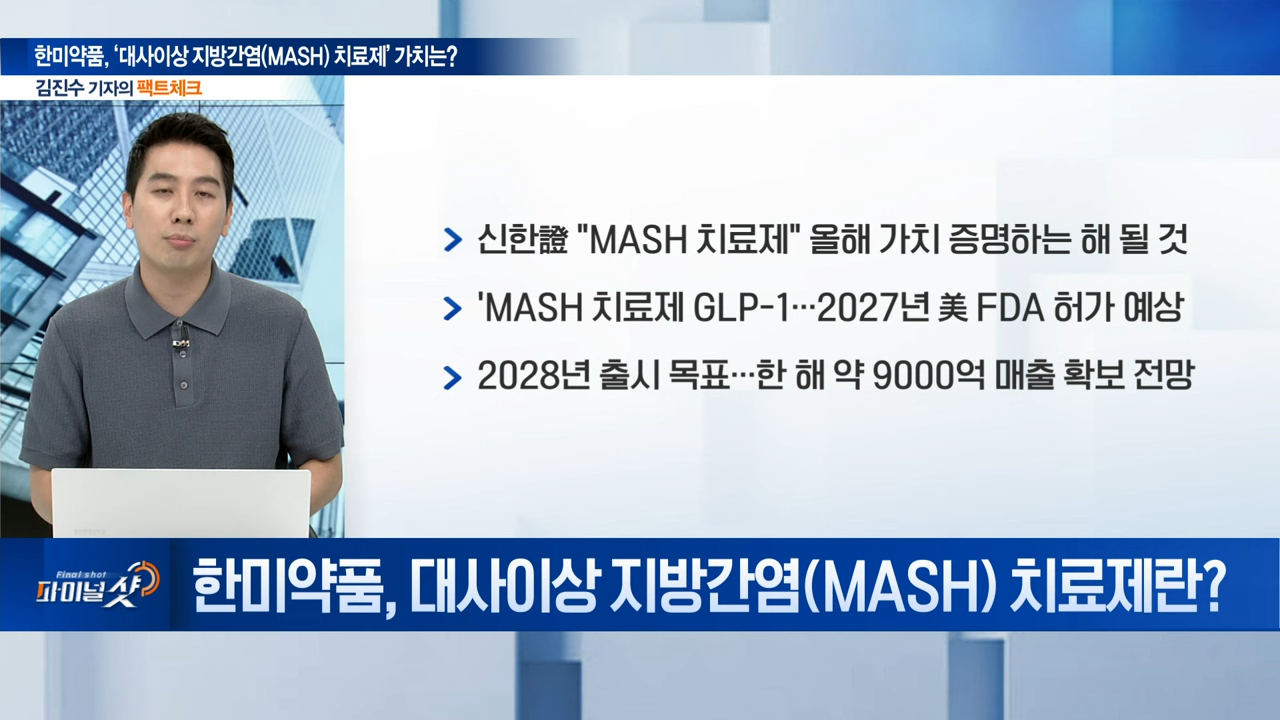 한미약품, ‘대사이상 지방간염(MASH) 치료제’ 가치는?
김진수 기자의 팩트체크
신한證 "MASH 치료제" 올해 가치 증명하는 해 될 것
'MASH 치료제 GLP-1…2027년 美 FDA 허가 예상
2028년 출시 목표…한 해 약 9000억 매출 확보 전망
Final shot
파이널 샷
한미약품, 대사이상 지방간염(MASH) 치료제란?